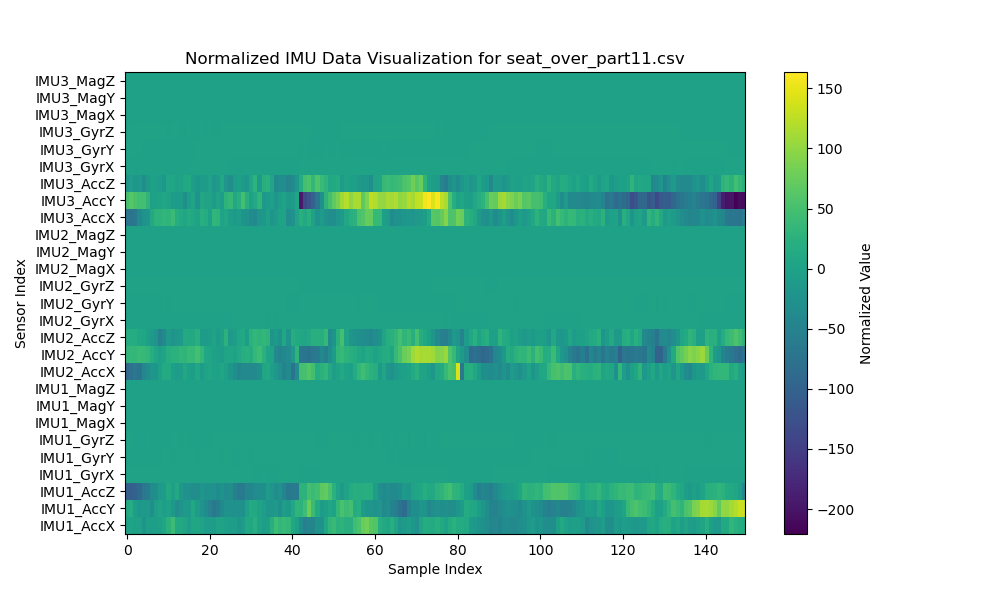 Normalized IMU Data Visualization for seat_over_part11.csv
IMU3_MagZ
IMU3_MagY
IMU3_MagX
IMU3_GyrZ
IMU3_GyrY
IMU3_GyrX
IMU3_AccZ
IMU3_AccY
IMU3_AccX
IMU2_MagZ
IMU2_MagY
IMU2_MagX
IMU2_GyrZ
IMU2_GyrY
IMU2_GyrX
IMU2_AccZ
IMU2_AccY
IMU2_AccX
IMU1_MagZ
IMU1_MagY
IMU1_MagX
IMU1_GyrZ
IMU1_GyrY
IMU1_GyrX
IMU1_AccZ
IMU1_AccY
IMU1_AccX
Sensor Index
0 20 40 60 80 100 120 140
Sample Index
150
100
50
0
−50
−100
−150
−200
Normalized Value